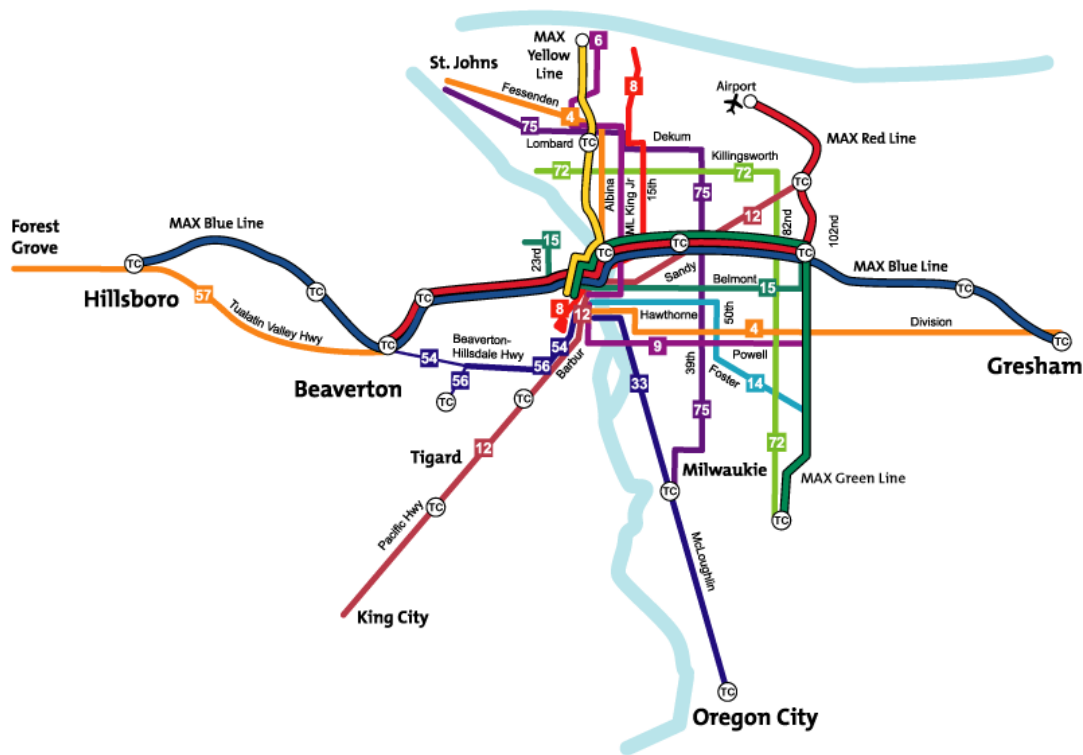 MAX
Yellow
Line
6
St. Johns
Fessenden
8
Airport
4
75
Lombard
TC
Dekum
MAX Red Line
Killingsworth
72
72
TC
Albina
ML King Jr
15th
75
12
82nd
102nd
Forest
Grove
MAX Blue Line
15
23rd
TC
TC
TC
TC
Sandy
Belmont
15
MAX Blue Line
TC
Hillsboro
57
TC
TC
8
12
Hawthorne
50th
4
Division
TC
Tualatin Valley Hwy
TC
54
Beaverton-
Hillsdale Hwy
54
56
56
Barbur
9
Powell
Gresham
Beaverton
TC
TC
33
39th
Foster
14
75
72
12
Tigard
Milwaukie
MAX Green Line
TC
TC
TC
Pacific Hwy
McLoughlin
King City
TC
Oregon City